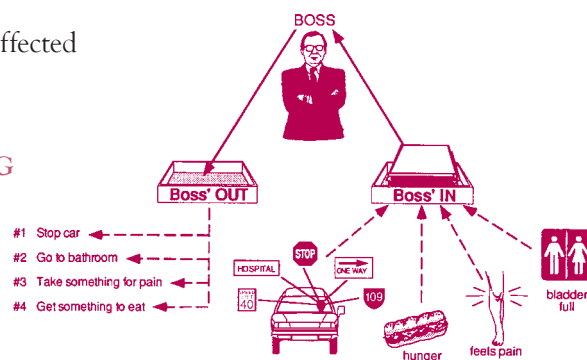 ffected
G
BOSS
Boss' OUT
Boss' IN
#1 Stop car
#2 Go to bathroom
#3 Take something for pain
#4 Get something to eat
STOP
HOSPITAL
ONE WAY
40
109
hunger
feels pain
bladder
full